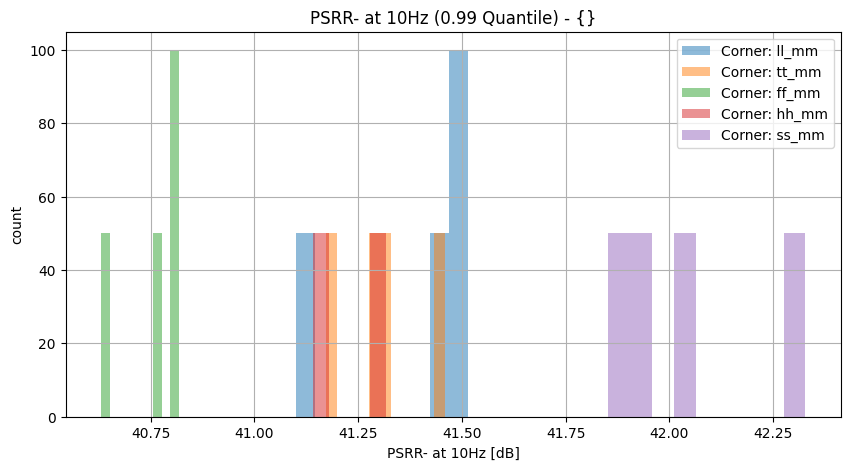 PSRR- at 10Hz (0.99 Quantile) - {}
100
80
60
40
20
0
count
Corner: ll_mm
Corner: tt_mm
Corner: ff_mm
Corner: hh_mm
Corner: ss_mm
40.75 41.00 41.25 41.50 41.75 42.00 42.25
PSRR- at 10Hz [dB]